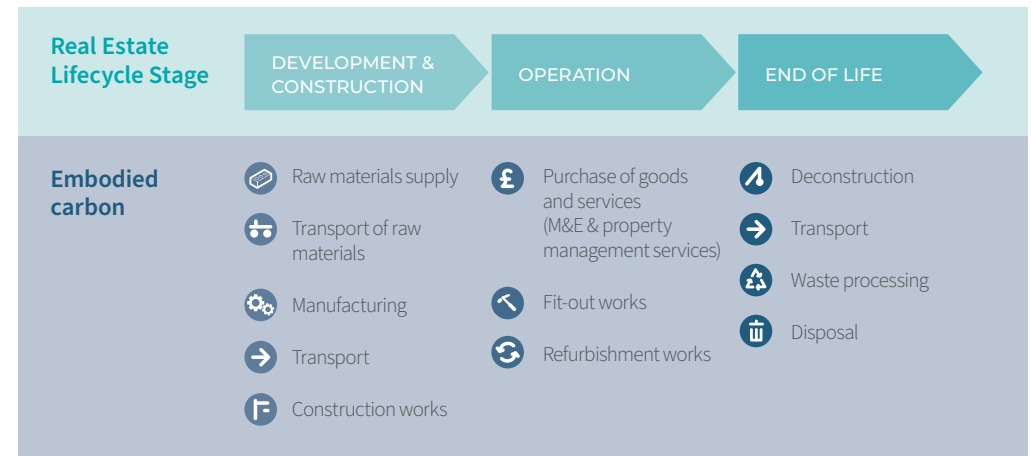 Real Estate
Lifecycle Stage
DEVELOPMENT &
CONSTRUCTION
OPERATION
END OF LIFE
Embodied
carbon
Raw materials supply
Transport of raw
materials
Manufacturing
Transport
Construction works
£
Purchase of goods
and services
(M&E & property
management services)
Fit-out works
Refurbishment works
Deconstruction
Transport
Waste processing
Disposal